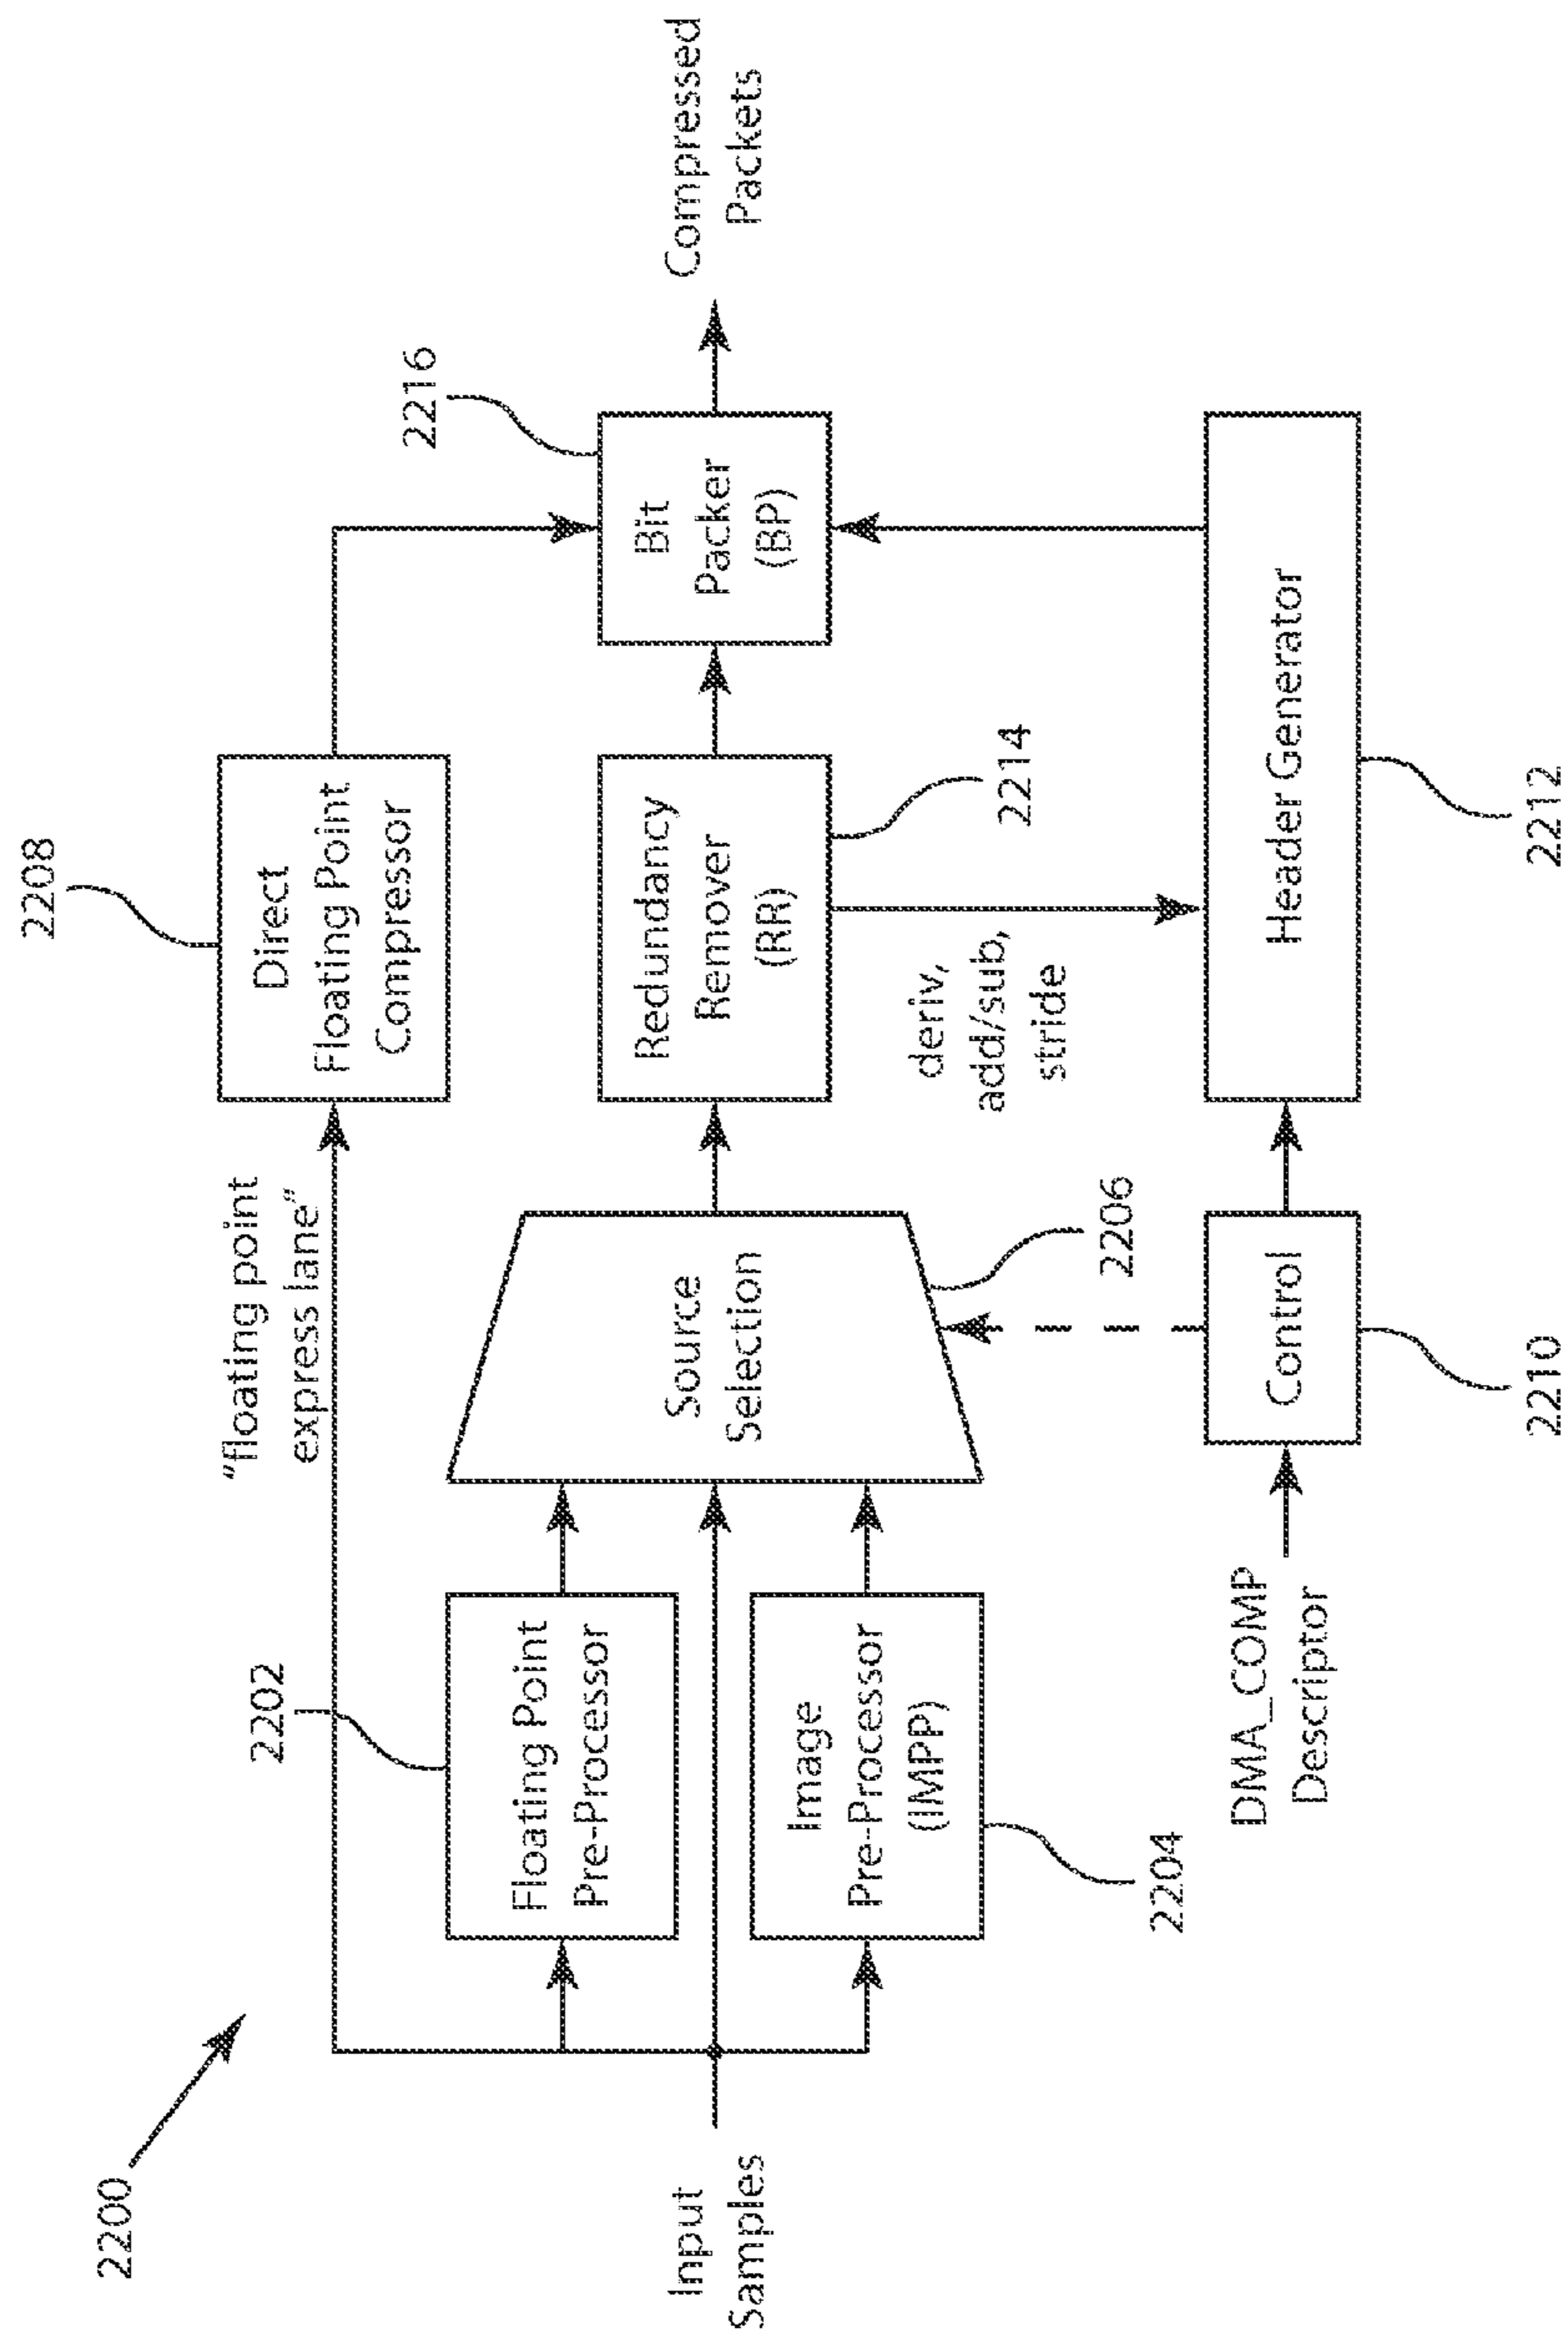 2200
2208
"floating point
express lane"
Direct
Floating Point
Compressor
2202
2216
Floating Point
Pre-Processor
Input
Samples
Source
Selection
Redundancy
Remover
(RR)
Bit
Packer
(BP)
Compressed
Packets
Image
Pre-Processor
(IMPP)
2204
2206
deriv,
add/sub,
stride
2214
DMA_COMP
Descriptor
Control
Header Generator
2210
2212